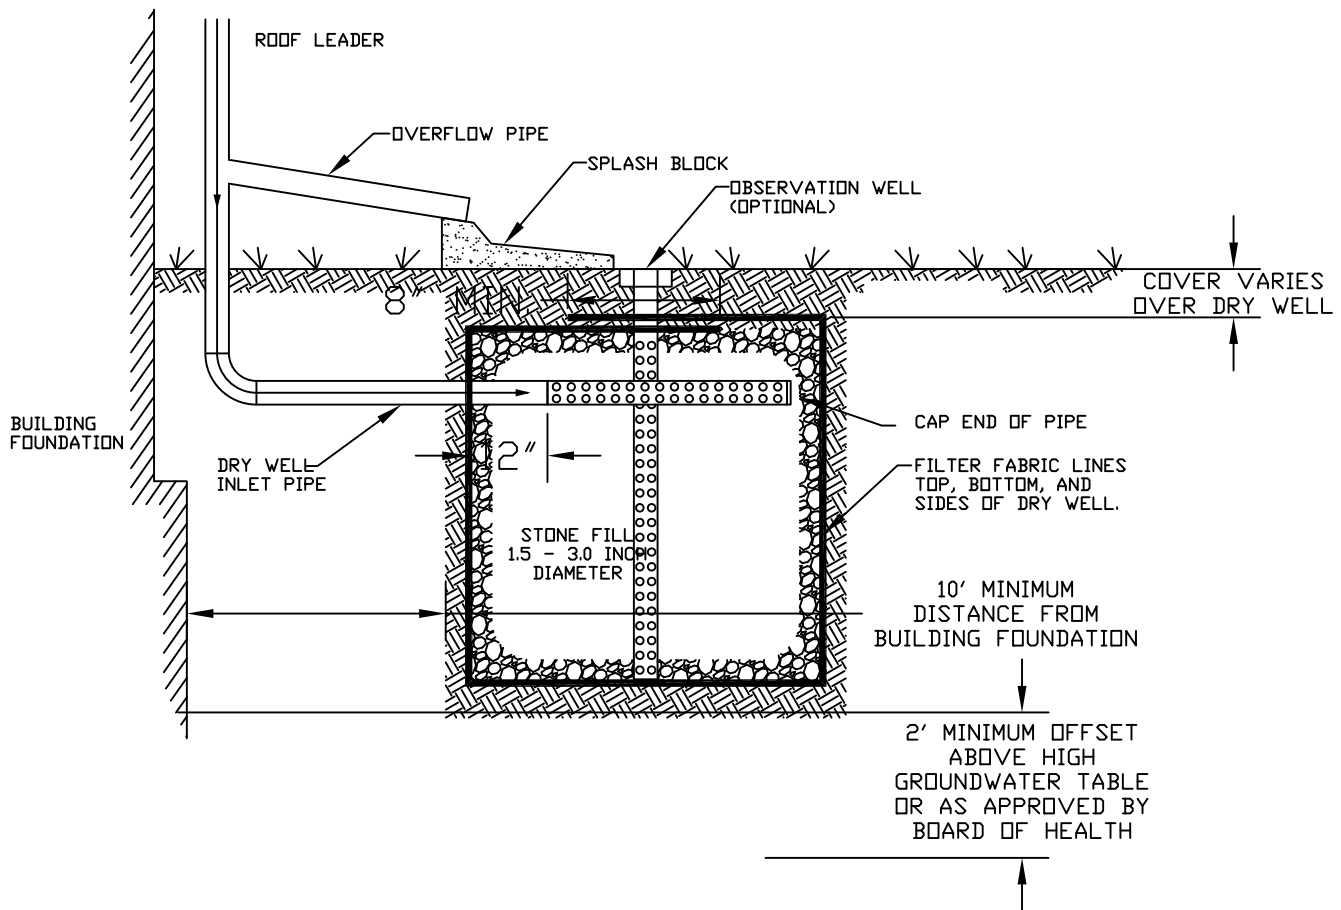 ROOF LEADER
OVERFLOW PIPE
SPLASH BLOCK
OBSERVATION WELL
(OPTIONAL)
COVER VARIES
OVER DRY WELL
8" MIN.
BUILDING
FOUNDATION
CAP END OF PIPE
DRY WELL
INLET PIPE
12"
FILTER FABRIC LINES
TOP, BOTTOM, AND
SIDES OF DRY WELL.
STONE FILL
1.5 - 3.0 INCH
DIAMETER
10' MINIMUM
DISTANCE FROM
BUILDING FOUNDATION
2' MINIMUM OFFSET
ABOVE HIGH
GROUNDWATER TABLE
OR AS APPROVED BY
BOARD OF HEALTH